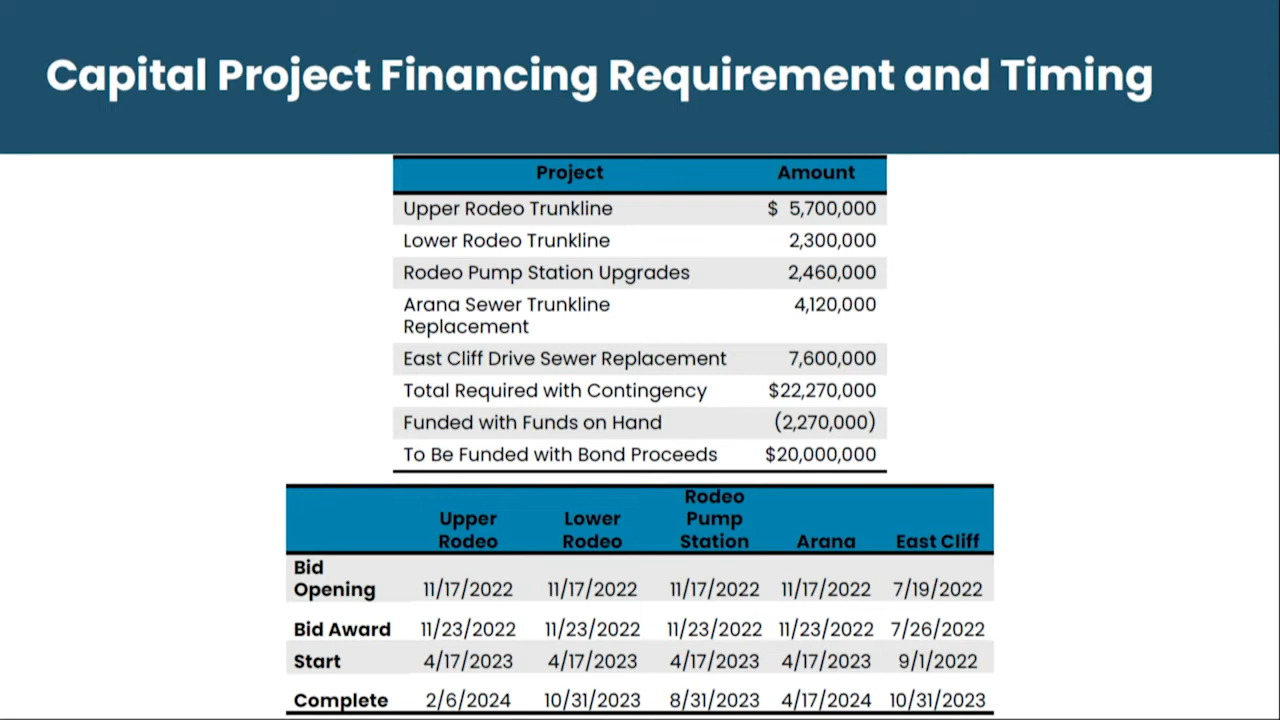 Capital Project Financing Requirement and Timing
Project Amount
Upper Rodeo Trunkline $ 5,700,000
Lower Rodeo Trunkline 2,300,000
Rodeo Pump Station Upgrades 2,460,000
Arana Sewer Trunkline 4,120,000
Replacement
East Cliff Drive Sewer Replacement 7,600,000
Total Required with Contingency $22,270,000
Funded with Funds on Hand (2,270,000)
To Be Funded with Bond Proceeds $20,000,000
Rodeo
Upper Lower Pump
Rodeo Rodeo Station Arana East Cliff
Bid
Opening 11/17/2022 11/17/2022 11/17/2022 11/17/2022 7/19/2022
Bid Award 11/23/2022 11/23/2022 11/23/2022 11/23/2022 7/26/2022
Start 4/17/2023 4/17/2023 4/17/2023 4/17/2023 9/1/2022
Complete 2/6/2024 10/31/2023 8/31/2023 4/17/2024 10/31/2023